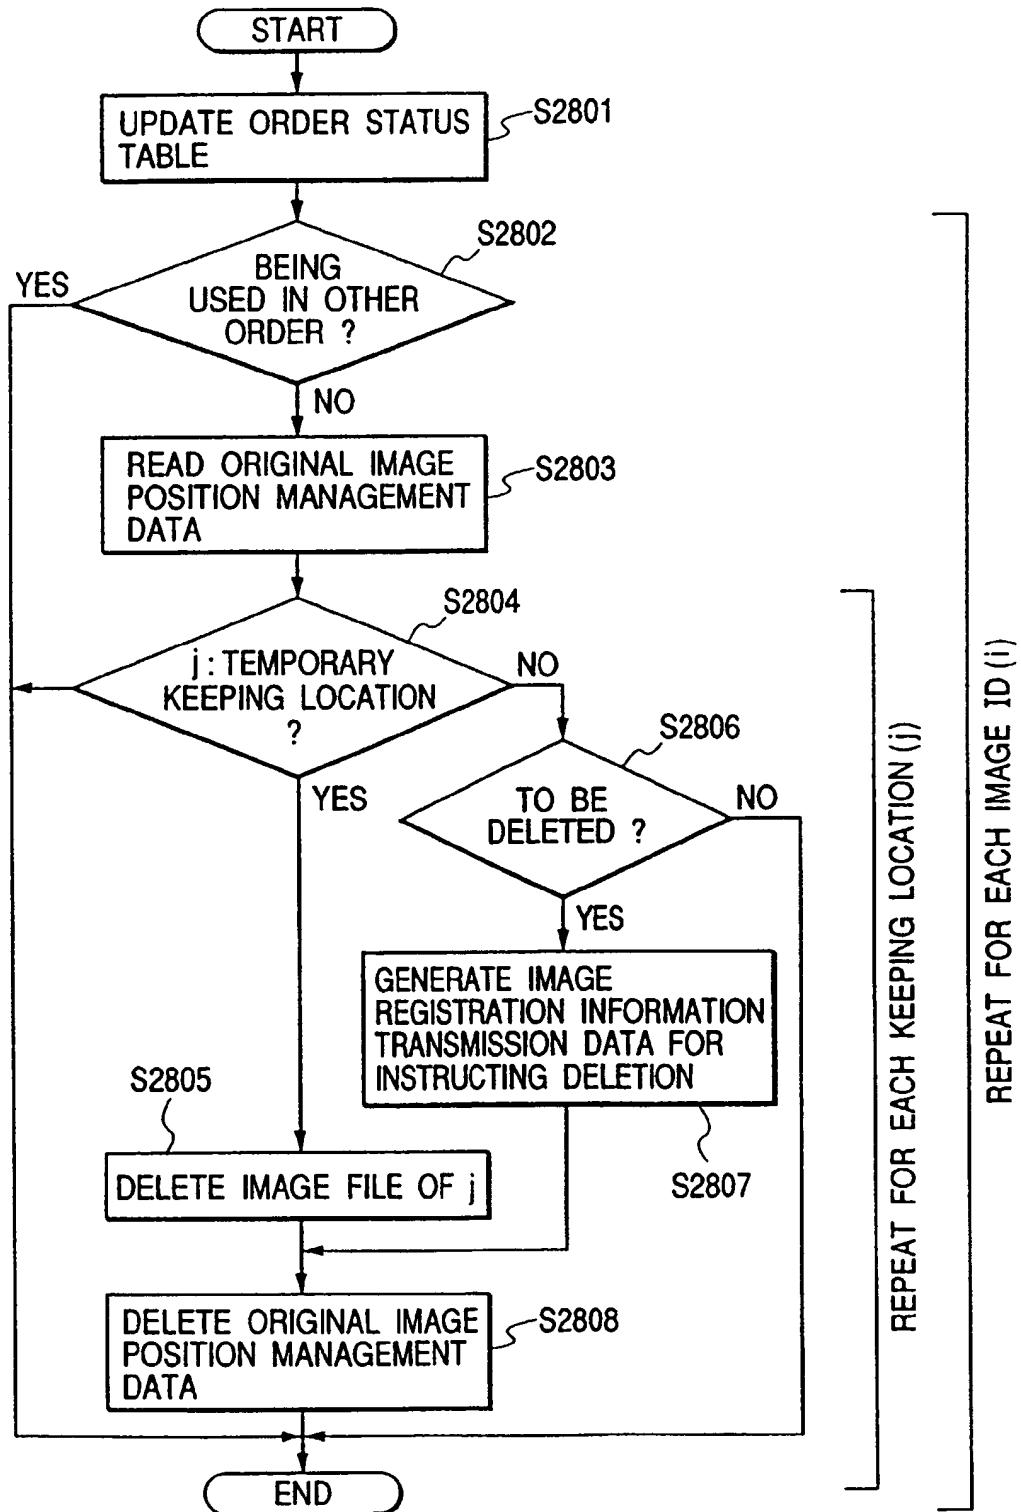 START
UPDATE ORDER STATUS
TABLE
S2801
S2802
BEING
USED IN OTHER
ORDER ?
YES
NO
READ ORIGINAL IMAGE
POSITION MANAGEMENT
DATA
S2803
S2804
j : TEMPORARY
KEEPING LOCATION
?
NO
YES
S2806
TO BE
DELETED ?
NO
YES
GENERATE IMAGE
REGISTRATION INFORMATION
TRANSMISSION DATA FOR
INSTRUCTING DELETION
S2807
S2805
DELETE IMAGE FILE OF j
DELETE ORIGINAL IMAGE
POSITION MANAGEMENT
DATA
S2808
END
REPEAT FOR EACH KEEPING LOCATION (j)
REPEAT FOR EACH IMAGE ID (i)